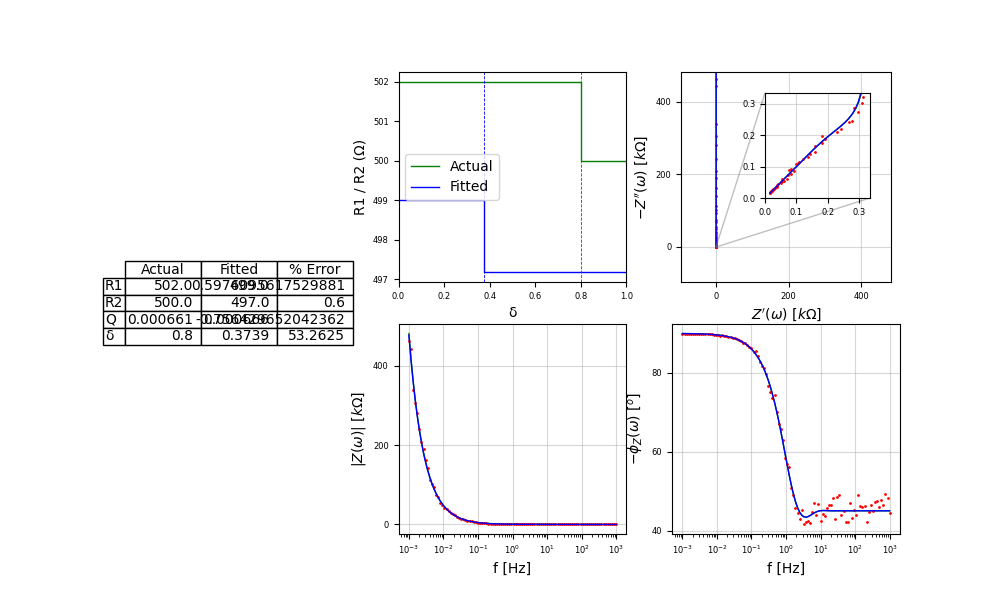 Actual Fitted % Error
R1 502.0 499.0
R2 500.0 497.0 0.6
Q 0.000661
δ 0.8 0.3739 53.2625
R1 / R2 (Ω)
502
501
500
499
498
497
Actual
Fitted
0.0 0.2 0.4 0.6 0.8 1.0
δ
−Z''(ω) [kΩ]
400
200
0
0.3
0.2
0.1
0.0
0.0 0.1 0.2 0.3
0 200 400
Z'(ω) [kΩ]
|Z(ω)| [kΩ]
400
200
0
10⁻³ 10⁻² 10⁻¹ 10⁰ 10¹ 10² 10³
f [Hz]
−ϕ_Z(ω) [°]
80
60
40
10⁻³ 10⁻² 10⁻¹ 10⁰ 10¹ 10² 10³
f [Hz]